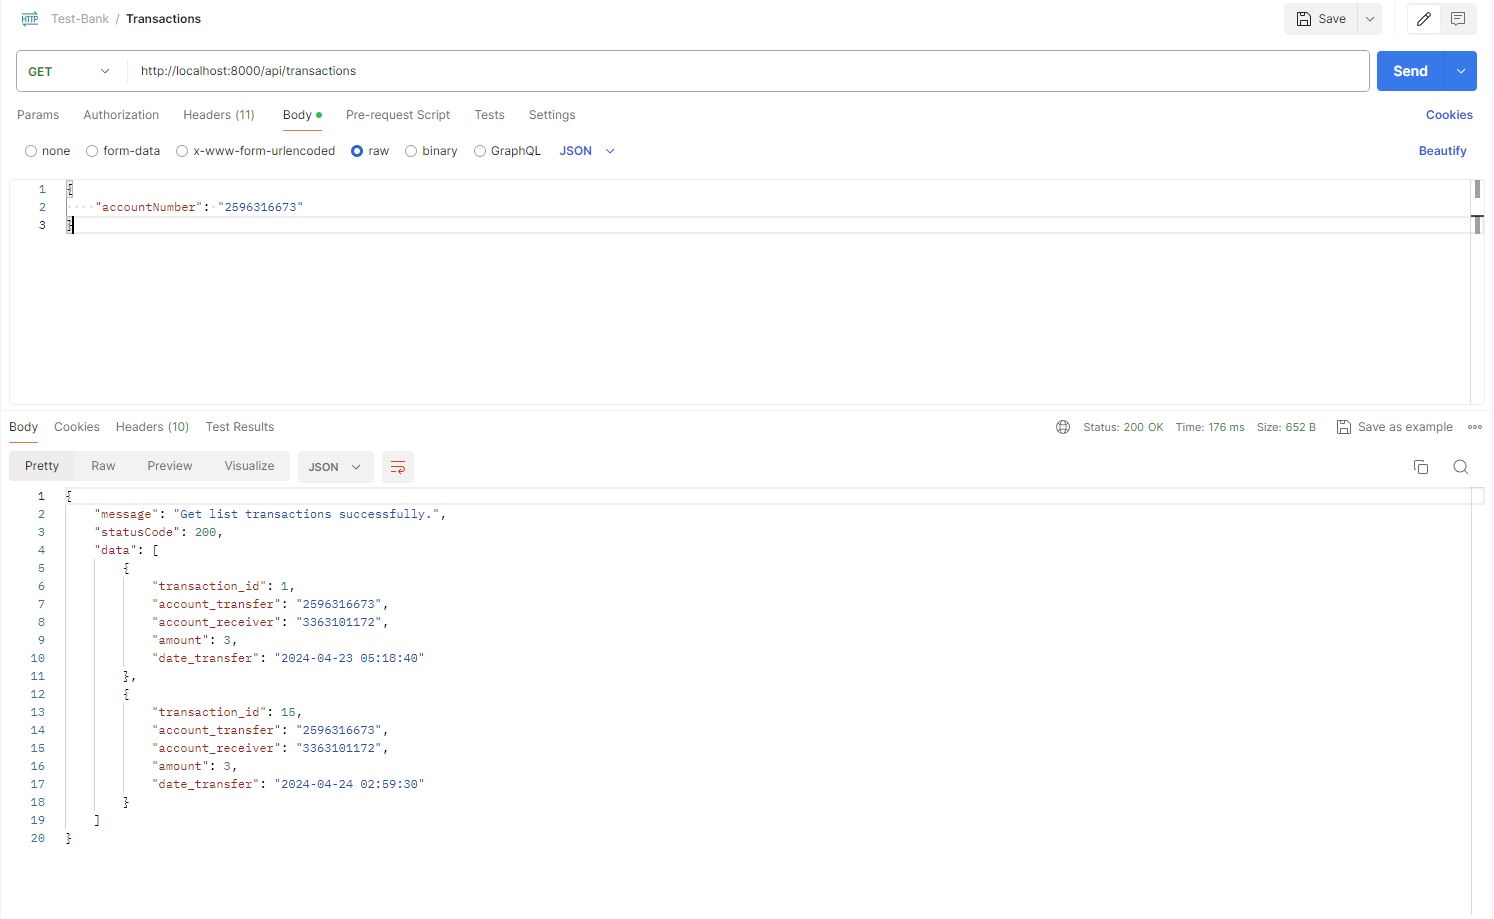 HTTP Test-Bank / Transactions Save
GET http://localhost:8000/api/transactions Send
Params Authorization Headers (11) Body Pre-request Script Tests Settings Cookies
none form-data x-www-form-urlencoded raw binary GraphQL JSON Beautify
1 {
2 ····"accountNumber":·"2596316673"
3 }
Body Cookies Headers (10) Test Results Status: 200 OK Time: 176 ms Size: 652 B Save as example
Pretty Raw Preview Visualize JSON
1 {
2 "message": "Get list transactions successfully.",
3 "statusCode": 200,
4 "data": [
5 {
6 "transaction_id": 1,
7 "account_transfer": "2596316673",
8 "account_receiver": "3363101172",
9 "amount": 3,
10 "date_transfer": "2024-04-23 05:18:40"
11 },
12 {
13 "transaction_id": 15,
14 "account_transfer": "2596316673",
15 "account_receiver": "3363101172",
16 "amount": 3,
17 "date_transfer": "2024-04-24 02:59:30"
18 }
19 ]
20 }